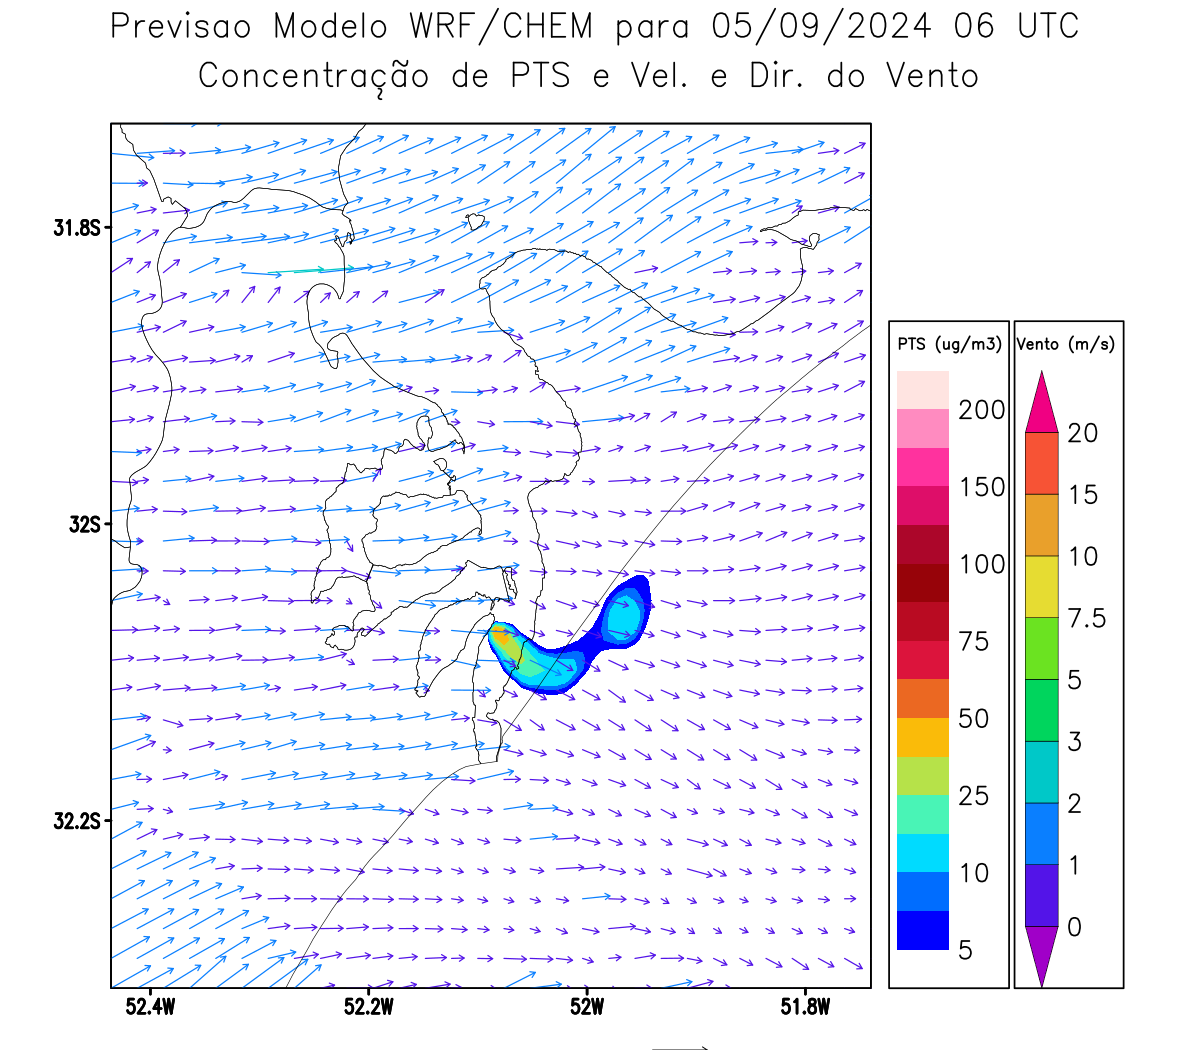 Previsao Modelo WRF/CHEM para 05/09/2024 06 UTC
Concentração de PTS e Vel. e Dir. do Vento
31.8S
32S
32.2S
52.4W 52.2W 52W 51.8W
PTS (ug/m3)
200
150
100
75
50
25
10
5
Vento (m/s)
20
15
10
7.5
5
3
2
1
0